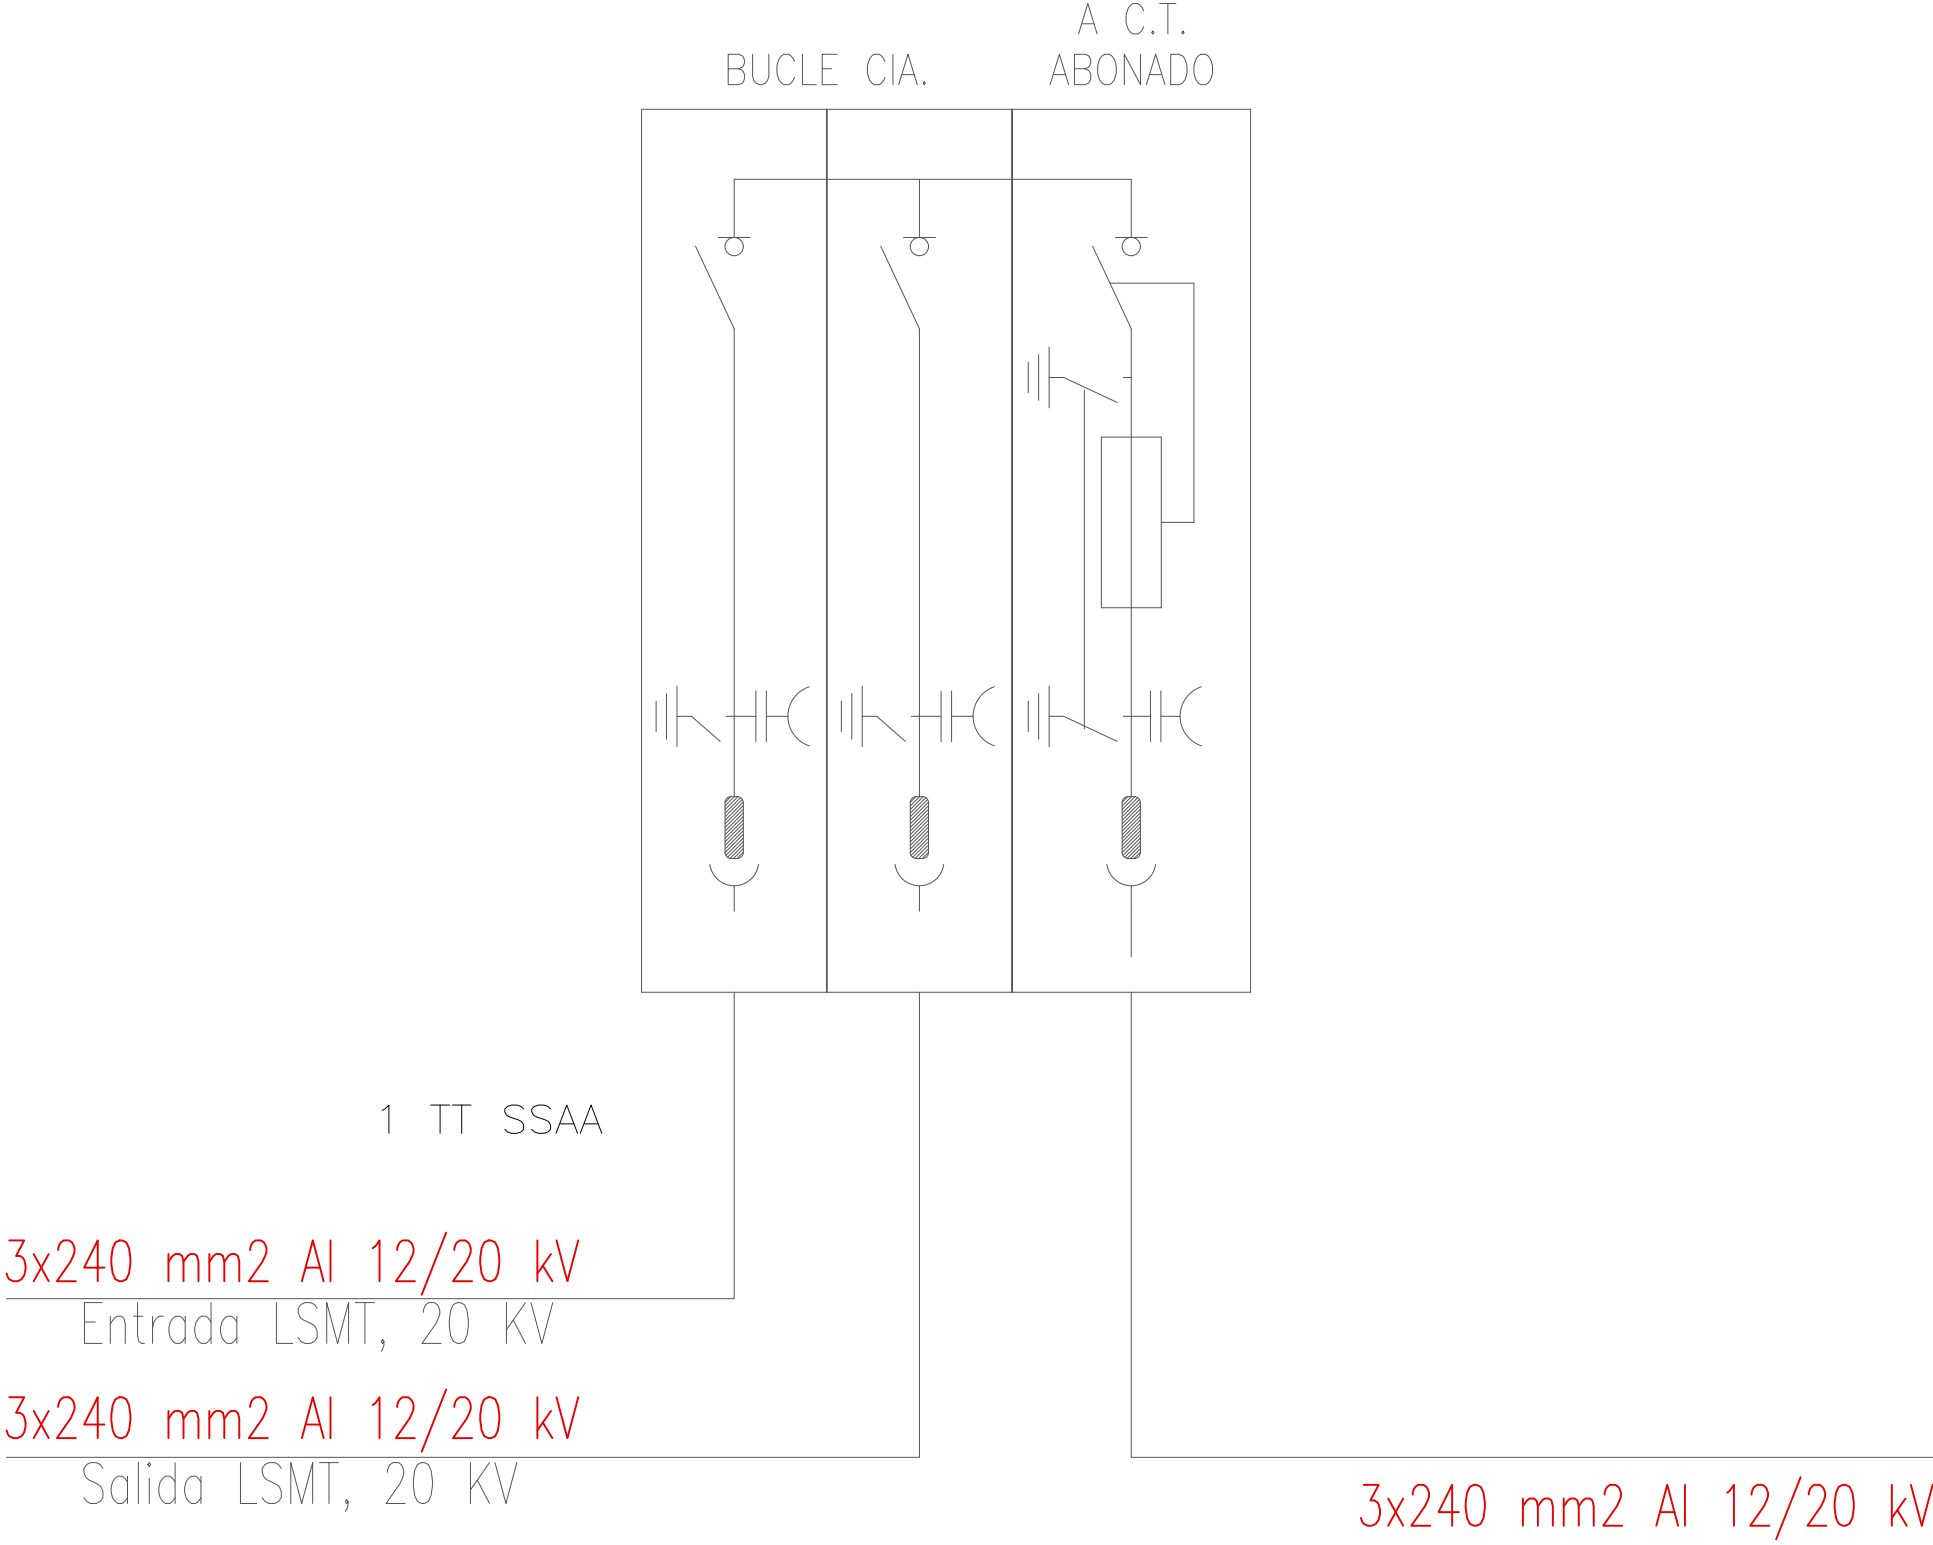 A C.T.
BUCLE CIA.
ABONADO
1 TT SSAA
3x240 mm2 Al 12/20 kV
Entrada LSMT, 20 KV
3x240 mm2 Al 12/20 kV
Salida LSMT, 20 KV
3x240 mm2 Al 12/20 kV